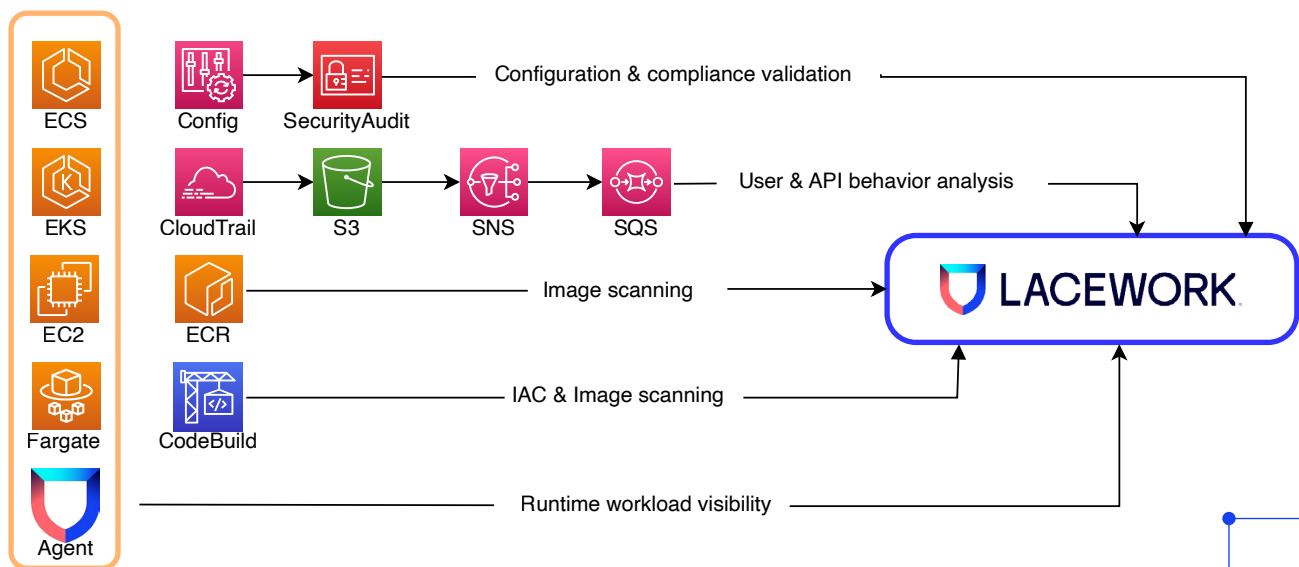 ECS
Config
SecurityAudit
Configuration & compliance validation
EKS
CloudTrail
S3
SNS
SQS
User & API behavior analysis
EC2
ECR
Image scanning
LACEWORK
Fargate
CodeBuild
IAC & Image scanning
Agent
Runtime workload visibility
K